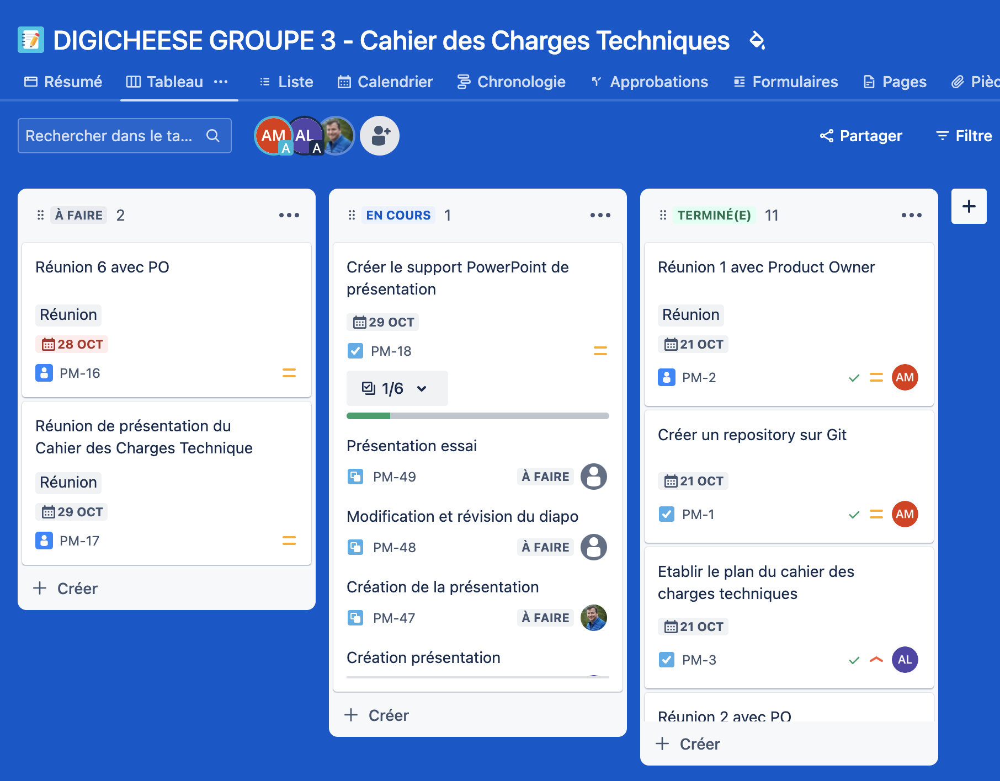 DIGICHEESE GROUPE 3 - Cahier des Charges Techniques
Résumé Tableau Liste Calendrier Chronologie Approbations Formulaires Pages Pièc
Rechercher dans le ta... AM A AL A Partager Filtre
À FAIRE 2
Réunion 6 avec PO
Réunion
28 OCT
PM-16
Réunion de présentation du
Cahier des Charges Technique
Réunion
29 OCT
PM-17
+ Créer
EN COURS 1
Créer le support PowerPoint de
présentation
29 OCT
PM-18
1/6
Présentation essai
PM-49 À FAIRE
Modification et révision du diapo
PM-48 À FAIRE
Création de la présentation
PM-47 À FAIRE
Création présentation
+ Créer
TERMINÉ(E) 11
Réunion 1 avec Product Owner
Réunion
21 OCT
PM-2 AM
Créer un repository sur Git
21 OCT
PM-1 AM
Etablir le plan du cahier des
charges techniques
21 OCT
PM-3 AL
Réunion 2 avec PO
+ Créer